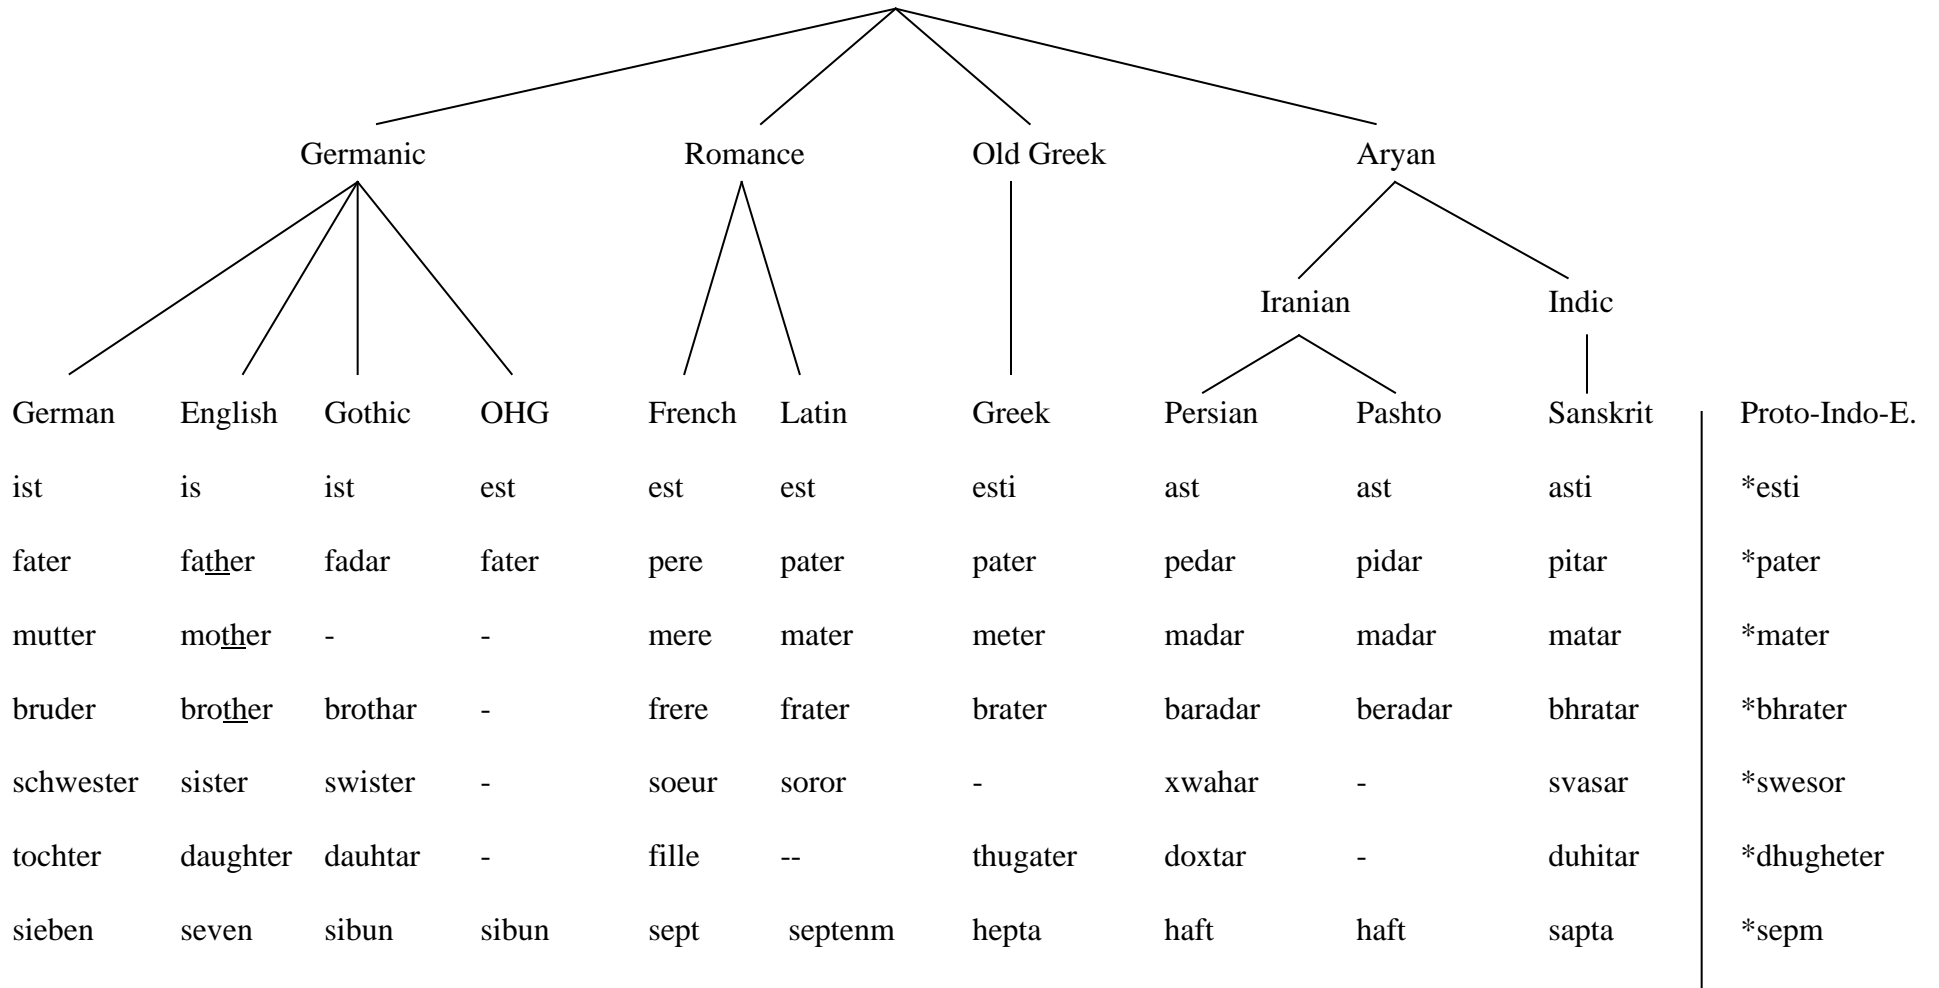 Germanic Romance Old Greek Aryan
Iranian Indic
German English Gothic OHG French Latin Greek Persian Pashto Sanskrit Proto-Indo-E.
ist is ist est est est esti ast ast asti *esti
fater father fadar fater pere pater pater pedar pidar pitar *pater
mutter mother - - mere mater meter madar madar matar *mater
bruder brother brothar - frere frater brater baradar beradar bhratar *bhrater
schwester sister swister - soeur soror - xwahar - svasar *swesor
tochter daughter dauhtar - fille -- thugater doxtar - duhitar *dhugheter
sieben seven sibun sibun sept septenm hepta haft haft sapta *sepm